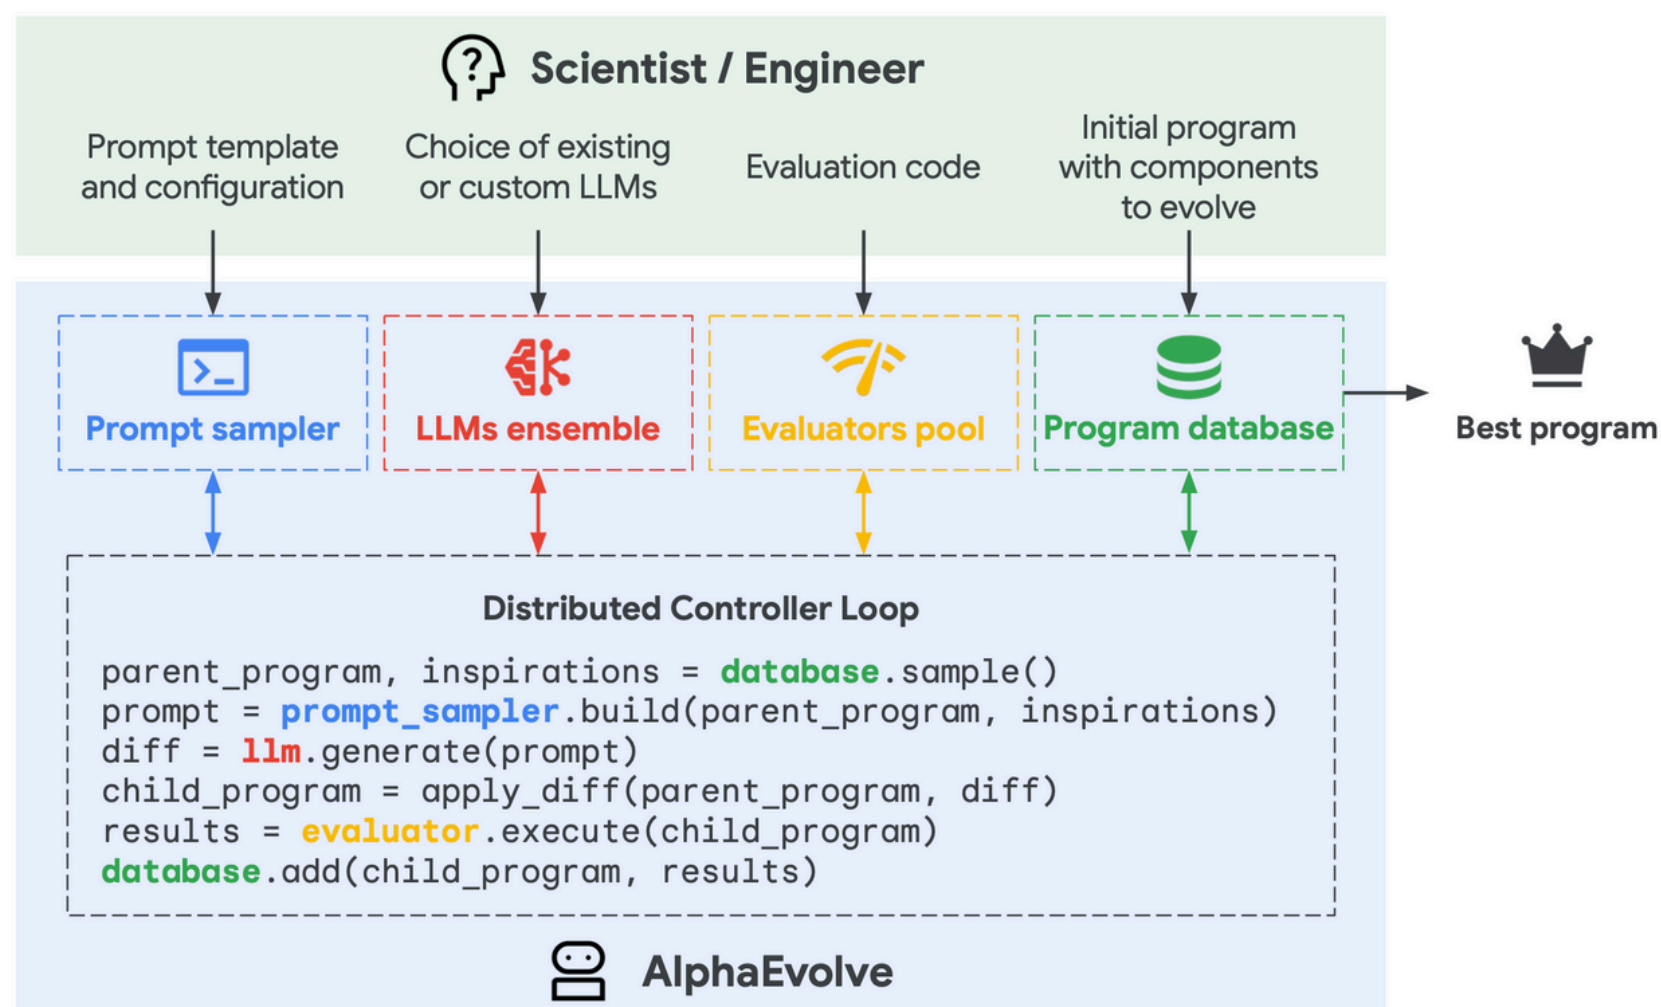 Scientist / Engineer
Prompt template
and configuration
Choice of existing
or custom LLMs
Evaluation code
Initial program
with components
to evolve
Prompt sampler
LLMs ensemble
Evaluators pool
Program database
Best program
Distributed Controller Loop
parent_program, inspirations = database.sample()
prompt = prompt_sampler.build(parent_program, inspirations)
diff = llm.generate(prompt)
child_program = apply_diff(parent_program, diff)
results = evaluator.execute(child_program)
database.add(child_program, results)
AlphaEvolve